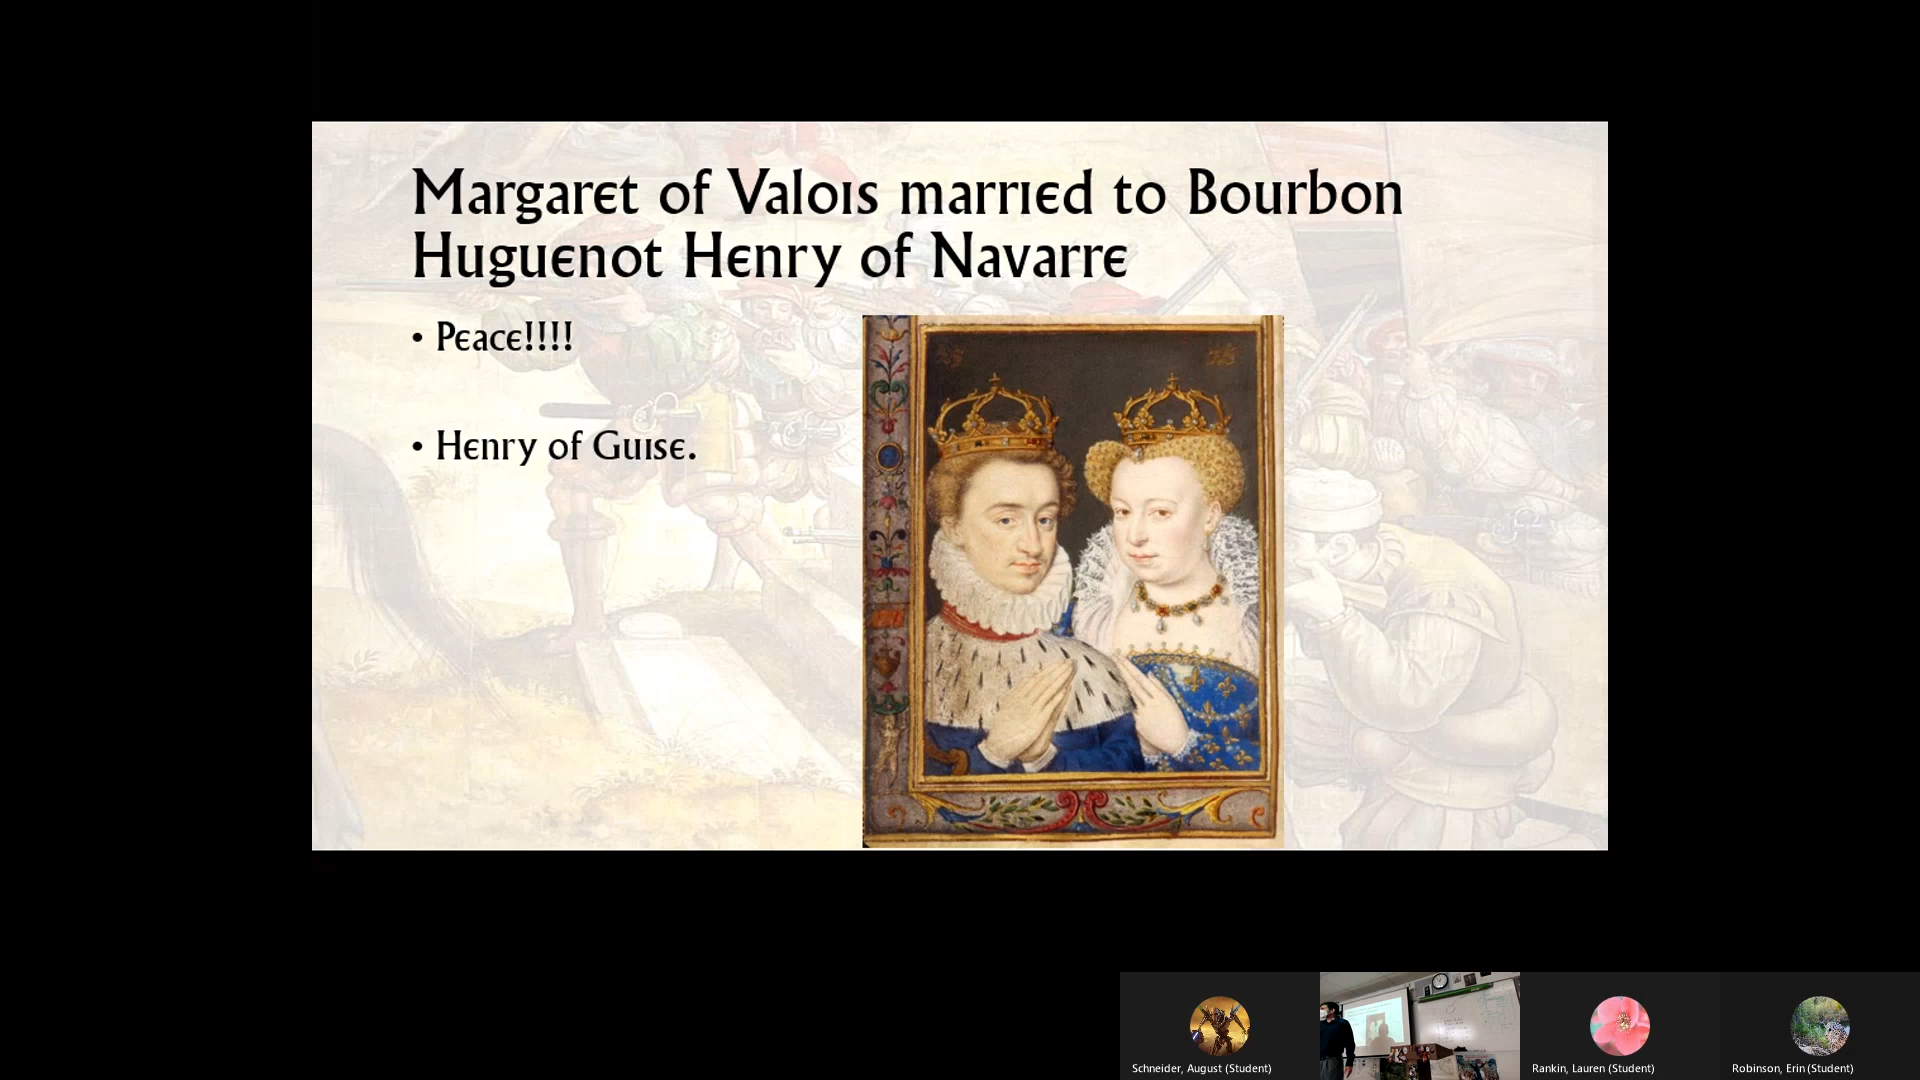 Margaret of Valois married to Bourbon
Huguenot Henry of Navarre
• Peace!!!!
• Henry of Guise.
Schneider, August (Student)
Rankin, Lauren (Student)
Robinson, Erin (Student)